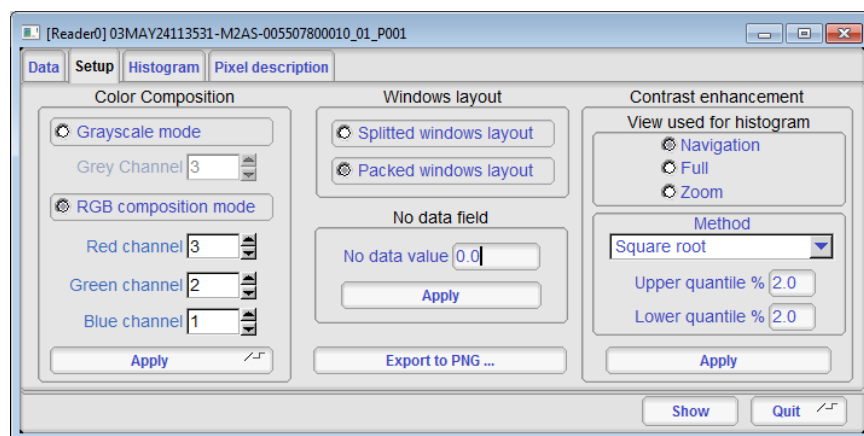 [Reader0] 03MAY24113531-M2AS-005507800010_01_P001
Data Setup Histogram Pixel description
Color Composition
Grayscale mode
Grey Channel 3
RGB composition mode
Red channel 3
Green channel 2
Blue channel 1
Apply
Windows layout
Splitted windows layout
Packed windows layout
No data field
No data value 0.0
Apply
Export to PNG ...
Contrast enhancement
View used for histogram
Navigation
Full
Zoom
Method
Square root
Upper quantile % 2.0
Lower quantile % 2.0
Apply
Show Quit